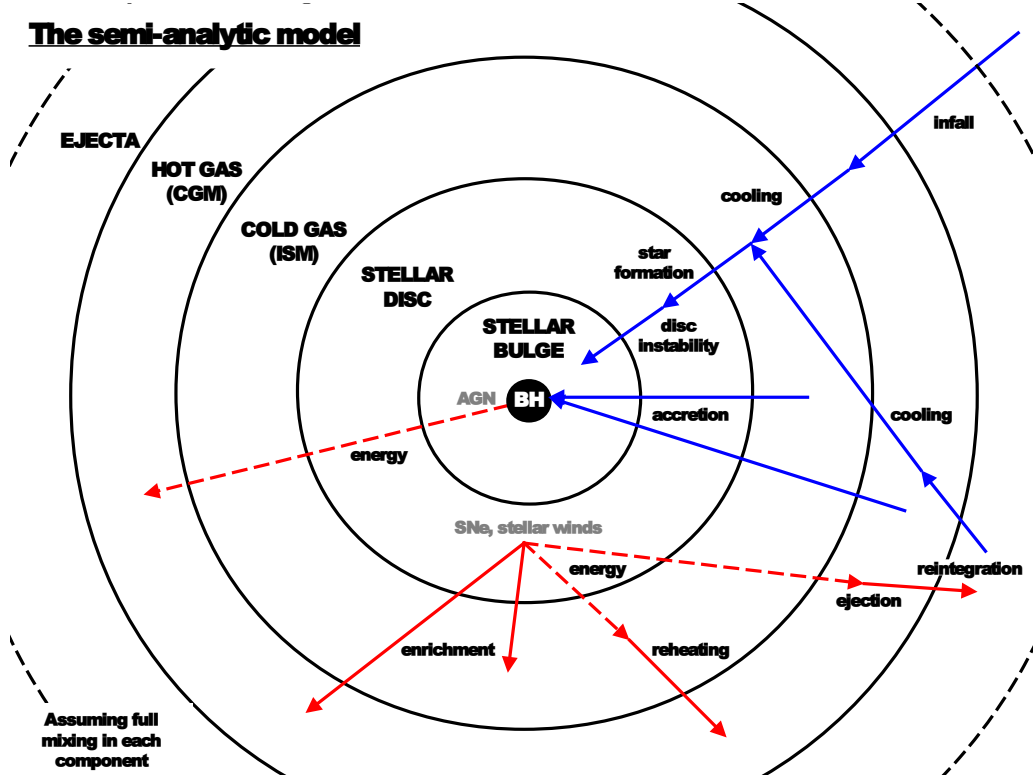 The semi-analytic model
EJECTA
HOT GAS
(CGM)
COLD GAS
(ISM)
STELLAR
DISC
STELLAR
BULGE
BH
AGN
infall
cooling
star
formation
disc
instability
accretion
cooling
energy
SNe, stellar winds
energy
reintegration
ejection
enrichment
reheating
Assuming full
mixing in each
component